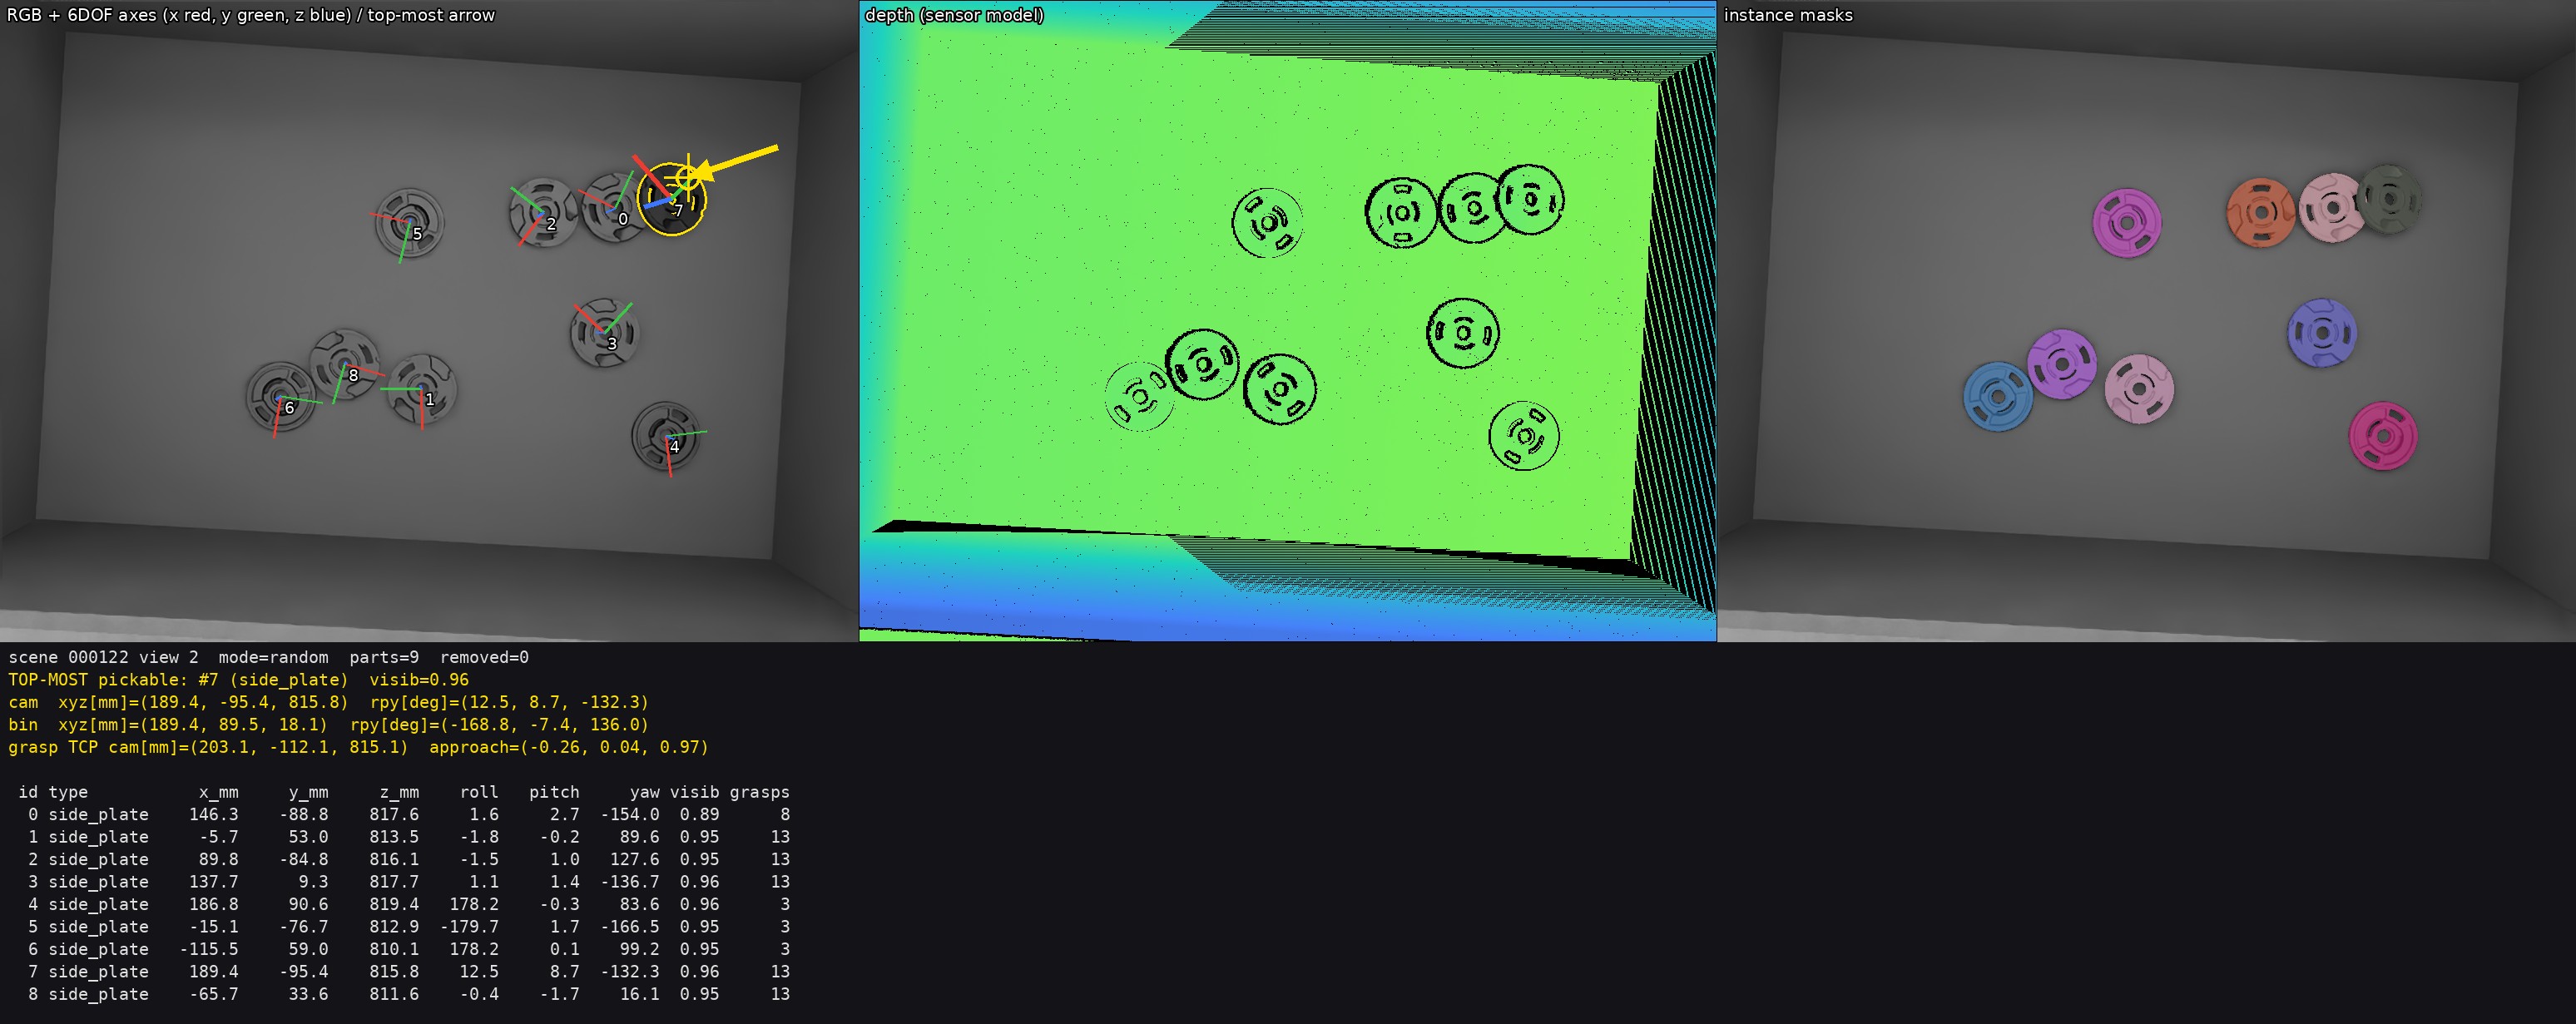 RGB + 6DOF axes (x red, y green, z blue) / top-most arrow
depth (sensor model)
instance masks
5
2
0
7
3
8
6
1
4
scene 000122 view 2  mode=random  parts=9  removed=0
TOP-MOST pickable: #7 (side_plate)  visib=0.96
cam  xyz[mm]=(189.4, -95.4, 815.8)  rpy[deg]=(12.5, 8.7, -132.3)
bin  xyz[mm]=(189.4, 89.5, 18.1)  rpy[deg]=(-168.8, -7.4, 136.0)
grasp TCP cam[mm]=(203.1, -112.1, 815.1)  approach=(-0.26, 0.04, 0.97)
id type x_mm y_mm z_mm roll pitch yaw visib grasps
0 side_plate 146.3 -88.8 817.6 1.6 2.7 -154.0 0.89 8
1 side_plate -5.7 53.0 813.5 -1.8 -0.2 89.6 0.95 13
2 side_plate 89.8 -84.8 816.1 -1.5 1.0 127.6 0.95 13
3 side_plate 137.7 9.3 817.7 1.1 1.4 -136.7 0.96 13
4 side_plate 186.8 90.6 819.4 178.2 -0.3 83.6 0.96 3
5 side_plate -15.1 -76.7 812.9 -179.7 1.7 -166.5 0.95 3
6 side_plate -115.5 59.0 810.1 178.2 0.1 99.2 0.95 3
7 side_plate 189.4 -95.4 815.8 12.5 8.7 -132.3 0.96 13
8 side_plate -65.7 33.6 811.6 -0.4 -1.7 16.1 0.95 13